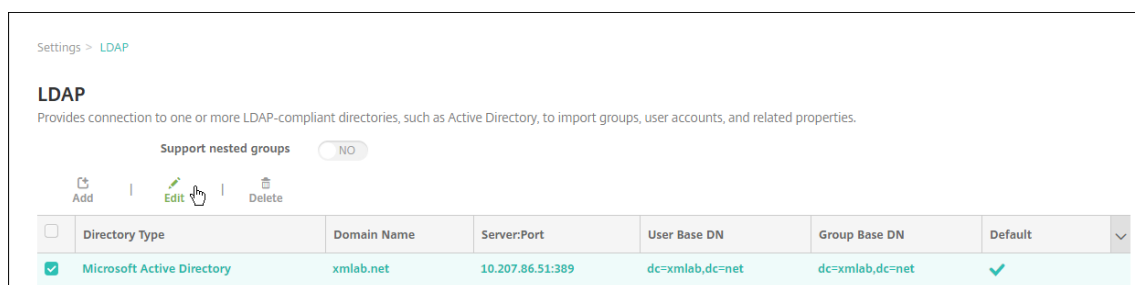 Settings > LDAP
LDAP
Provides connection to one or more LDAP-compliant directories, such as Active Directory, to import groups, user accounts, and related properties.
Support nested groups NO
Add | Edit | Delete
Directory Type Domain Name Server:Port User Base DN Group Base DN Default
Microsoft Active Directory xmlab.net 10.207.86.51:389 dc=xmlab,dc=net dc=xmlab,dc=net